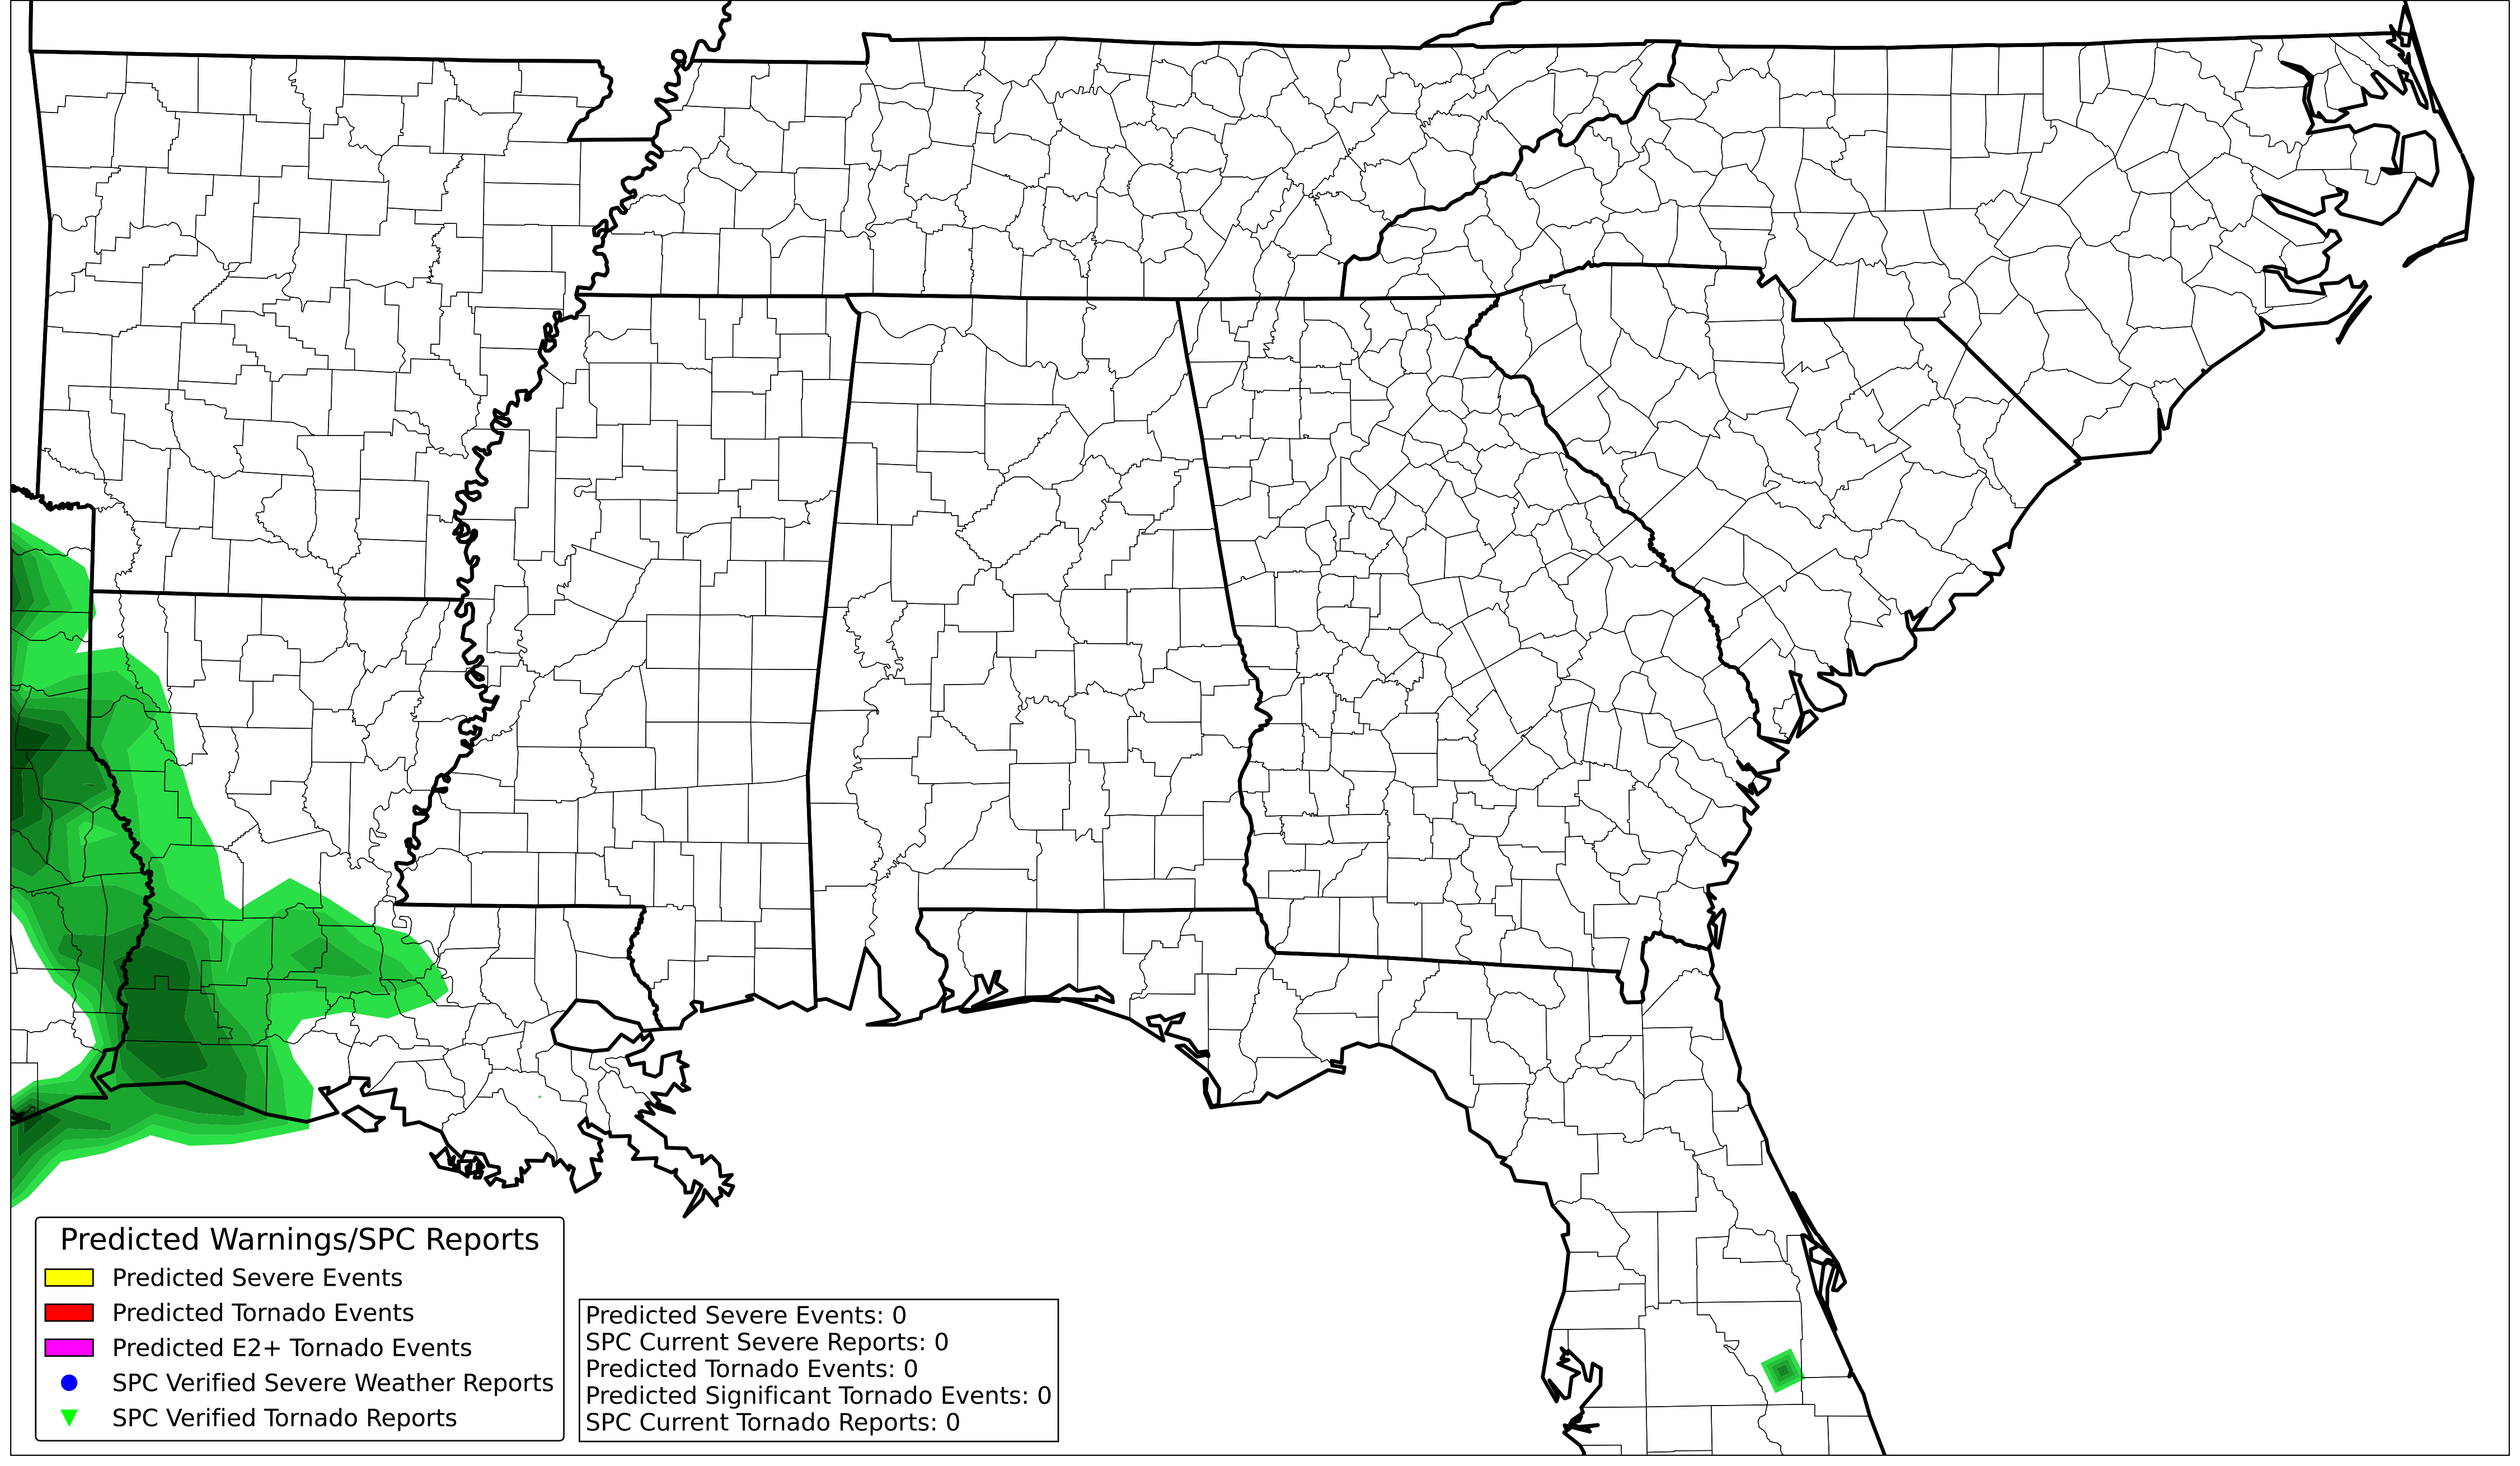 Predicted Warnings/SPC Reports
Predicted Severe Events
Predicted Tornado Events
Predicted E2+ Tornado Events
SPC Verified Severe Weather Reports
SPC Verified Tornado Reports
Predicted Severe Events: 0
SPC Current Severe Reports: 0
Predicted Tornado Events: 0
Predicted Significant Tornado Events: 0
SPC Current Tornado Reports: 0